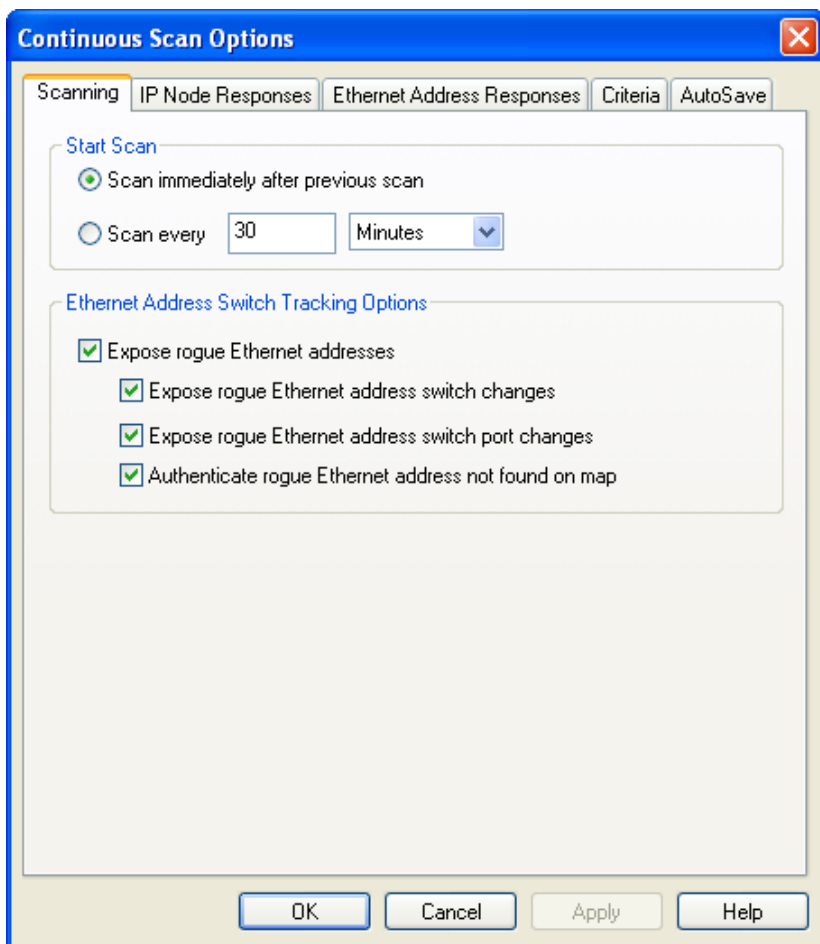 Continuous Scan Options
Scanning IP Node Responses Ethernet Address Responses Criteria AutoSave
Start Scan
Scan immediately after previous scan
Scan every 30 Minutes
Ethernet Address Switch Tracking Options
Expose rogue Ethernet addresses
Expose rogue Ethernet address switch changes
Expose rogue Ethernet address switch port changes
Authenticate rogue Ethernet address not found on map
OK Cancel Apply Help